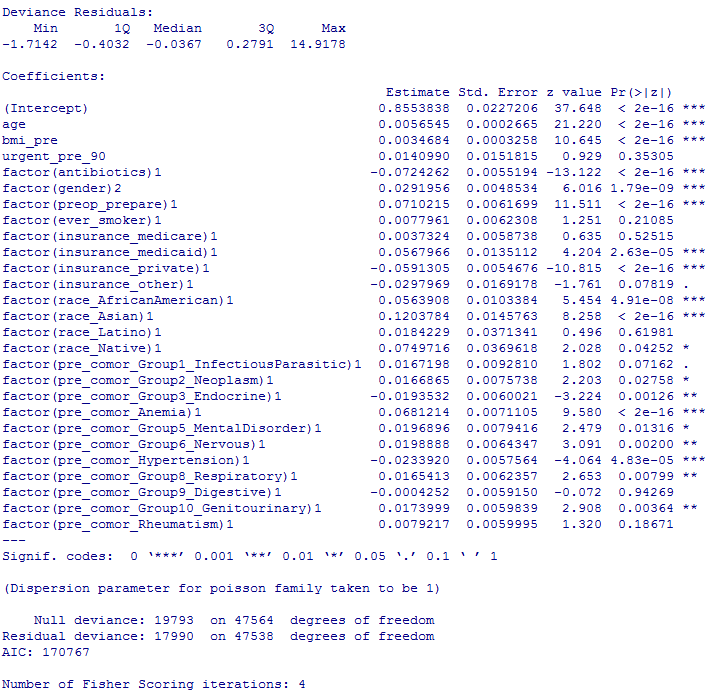 Deviance Residuals:
    Min       1Q   Median       3Q      Max
-1.7142  -0.4032  -0.0367   0.2791  14.9178

Coefficients:
                                                Estimate Std. Error z value Pr(>|z|)
(Intercept)                                    0.8553838  0.0227206  37.648  < 2e-16 ***
age                                            0.0056545  0.0002665  21.220  < 2e-16 ***
bmi_pre                                        0.0034684  0.0003258  10.645  < 2e-16 ***
urgent_pre_90                                  0.0140990  0.0151815   0.929  0.35305
factor(antibiotics)1                          -0.0724262  0.0055194 -13.122  < 2e-16 ***
factor(gender)2                                0.0291956  0.0048534   6.016 1.79e-09 ***
factor(preop_prepare)1                         0.0710215  0.0061699  11.511  < 2e-16 ***
factor(ever_smoker)1                           0.0077961  0.0062308   1.251  0.21085
factor(insurance_medicare)1                    0.0037324  0.0058738   0.635  0.52515
factor(insurance_medicaid)1                    0.0567966  0.0135112   4.204 2.63e-05 ***
factor(insurance_private)1                    -0.0591305  0.0054676 -10.815  < 2e-16 ***
factor(insurance_other)1                      -0.0297969  0.0169178  -1.761  0.07819 .
factor(race_AfricanAmerican)1                  0.0563908  0.0103384   5.454 4.91e-08 ***
factor(race_Asian)1                            0.1203784  0.0145763   8.258  < 2e-16 ***
factor(race_Latino)1                           0.0184229  0.0371341   0.496  0.61981
factor(race_Native)1                           0.0749716  0.0369618   2.028  0.04252 *
factor(pre_comor_Group1_InfectiousParasitic)1  0.0167198  0.0092810   1.802  0.07162 .
factor(pre_comor_Group2_Neoplasm)1             0.0166865  0.0075738   2.203  0.02758 *
factor(pre_comor_Group3_Endocrine)1           -0.0193532  0.0060021  -3.224  0.00126 **
factor(pre_comor_Anemia)1                      0.0681214  0.0071105   9.580  < 2e-16 ***
factor(pre_comor_Group5_MentalDisorder)1       0.0196896  0.0079416   2.479  0.01316 *
factor(pre_comor_Group6_Nervous)1              0.0198888  0.0064347   3.091  0.00200 **
factor(pre_comor_Hypertension)1               -0.0233920  0.0057564  -4.064 4.83e-05 ***
factor(pre_comor_Group8_Respiratory)1          0.0165413  0.0062357   2.653  0.00799 **
factor(pre_comor_Group9_Digestive)1           -0.0004252  0.0059150  -0.072  0.94269
factor(pre_comor_Group10_Genitourinary)1       0.0173999  0.0059839   2.908  0.00364 **
factor(pre_comor_Rheumatism)1                  0.0079217  0.0059995   1.320  0.18671
---
Signif. codes:  0 ‘***’ 0.001 ‘**’ 0.01 ‘*’ 0.05 ‘.’ 0.1 ‘ ’ 1

(Dispersion parameter for poisson family taken to be 1)

    Null deviance: 19793  on 47564  degrees of freedom
Residual deviance: 17990  on 47538  degrees of freedom
AIC: 170767

Number of Fisher Scoring iterations: 4